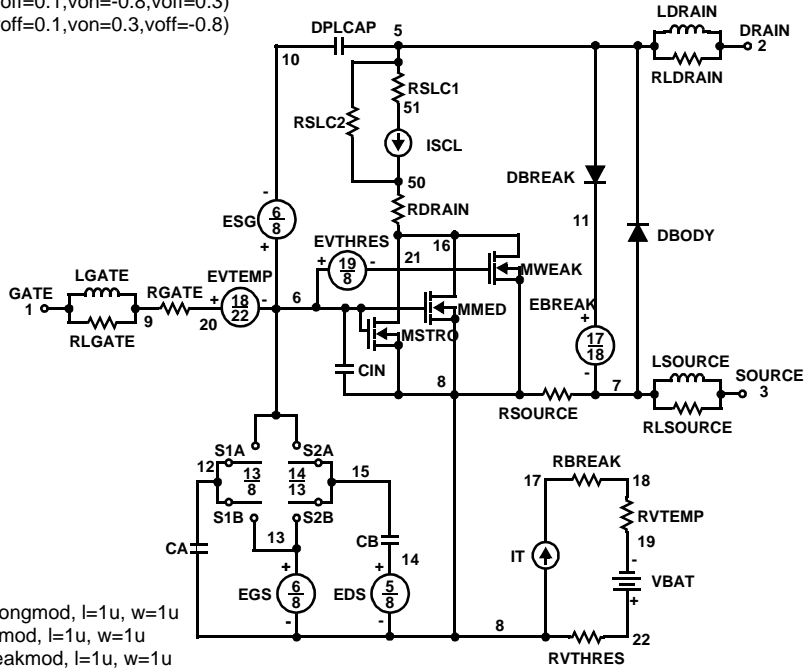 voff=0.1,von=-0.8,voff=0.3)
voff=0.1,von=0.3,voff=-0.8)
DPLCAP
5
LDRAIN
DRAIN
2
10
RLDRAIN
RSLC1
51
RSLC2
ISCL
50
DBREAK
RDRAIN
11
DBODY
ESG
6
8
-
+
EVTHRES
+ 19 -
8
21
16
MWEAK
LGATE
GATE
1
RLGATE
9
RGATE
20
EVTEMP
+ 18 -
22
6
MMED
MSTRO
EBREAK
+
17
18
-
CIN
8
RSOURCE
7
LSOURCE
SOURCE
3
RLSOURCE
S1A
S2A
12
13
8
14
13
15
S1B
S2B
13
CA
CB
14
EGS
+
6
8
-
EDS
+
5
8
-
RBREAK
17
18
RVTEMP
19
IT
-
VBAT
+
8
22
RVTHRES
ongmod, l=1u, w=1u
mod, l=1u, w=1u
eakmod, l=1u, w=1u